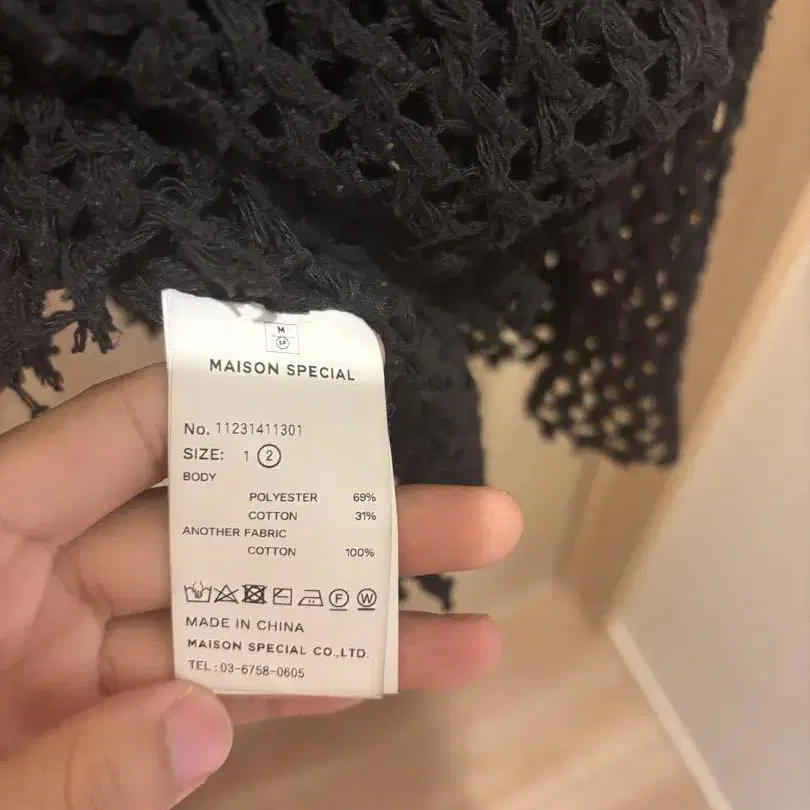 M
SP
MAISON SPECIAL
No. 11231411301
SIZE: 1 ②
BODY
POLYESTER 69%
COTTON 31%
ANOTHER FABRIC
COTTON 100%
F W
MADE IN CHINA
MAISON SPECIAL CO.,LTD.
TEL:03-6758-0605